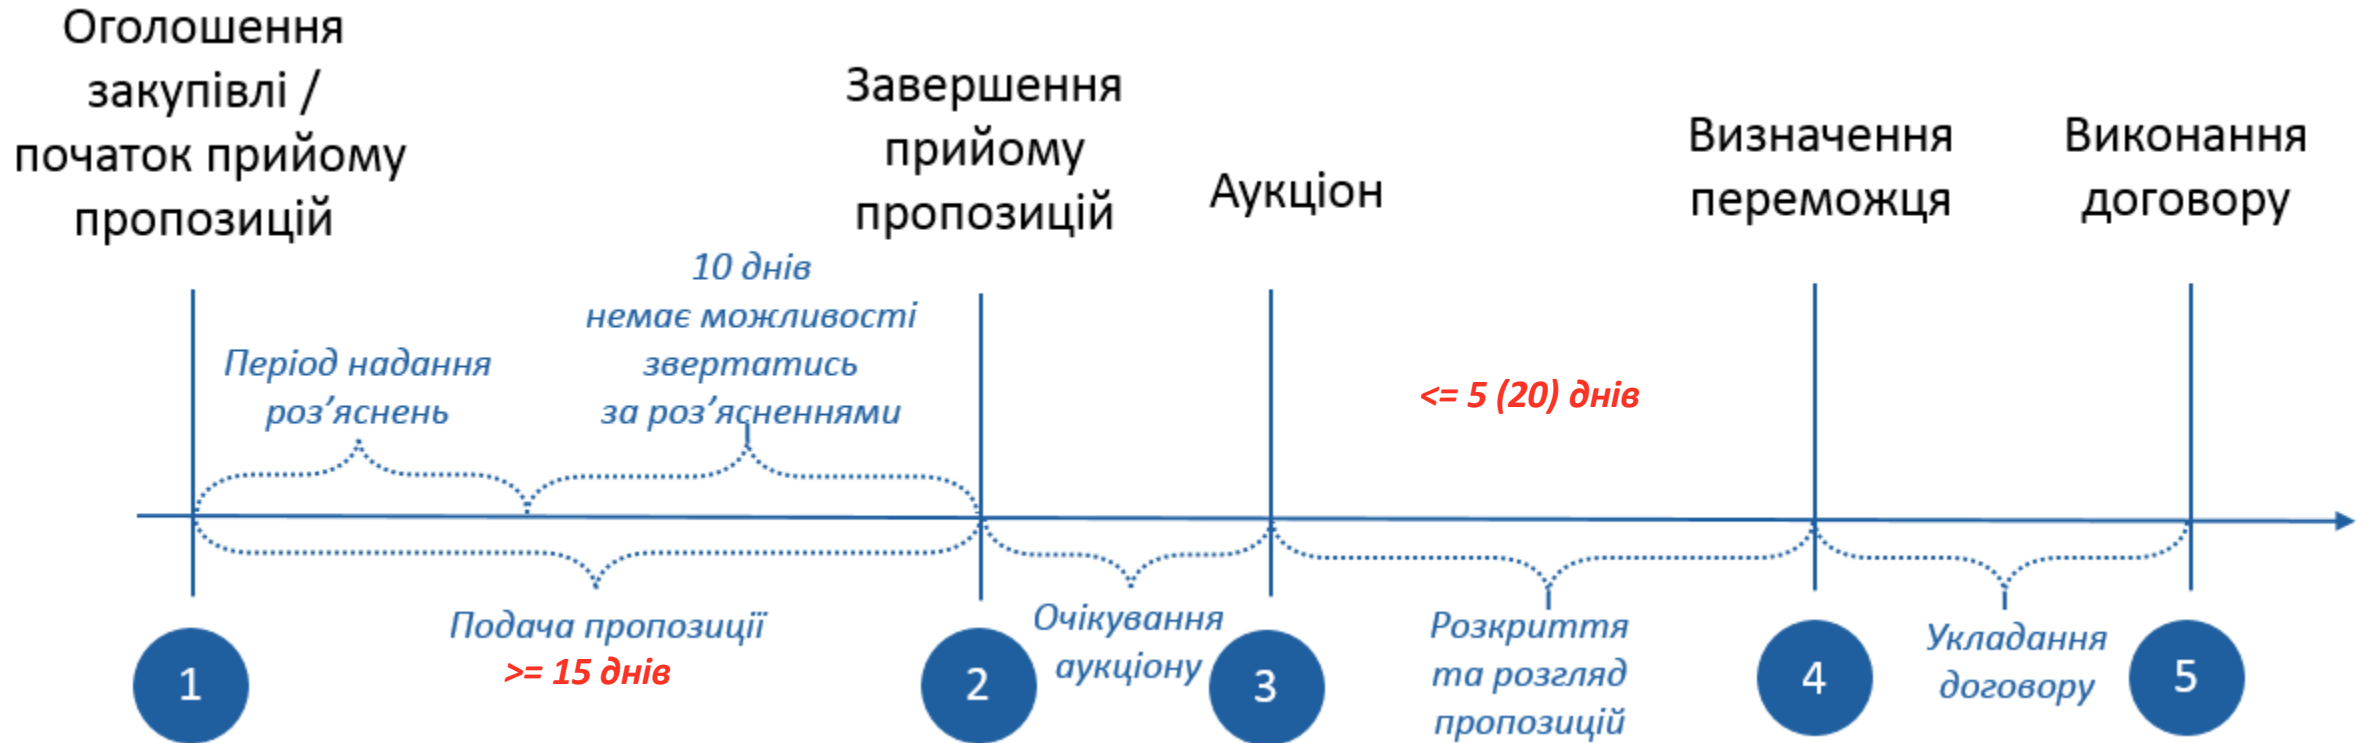 Оголошення
закупівлі /
початок прийому
пропозицій
Завершення
прийому
пропозицій
Аукціон
Визначення
переможця
Виконання
договору
Період надання
роз’яснень
10 днів
немає можливості
звертатись
за роз’ясненнями
<= 5 (20) днів
Подача пропозиції
>= 15 днів
Очікування
аукціону
Розкриття
та розгляд
пропозицій
Укладання
договору
1
2
3
4
5